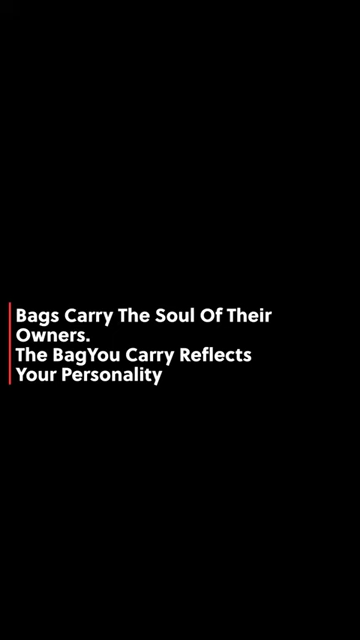 Bags Carry The Soul Of Their
Owners.
The BagYou Carry Reflects
Your Personality